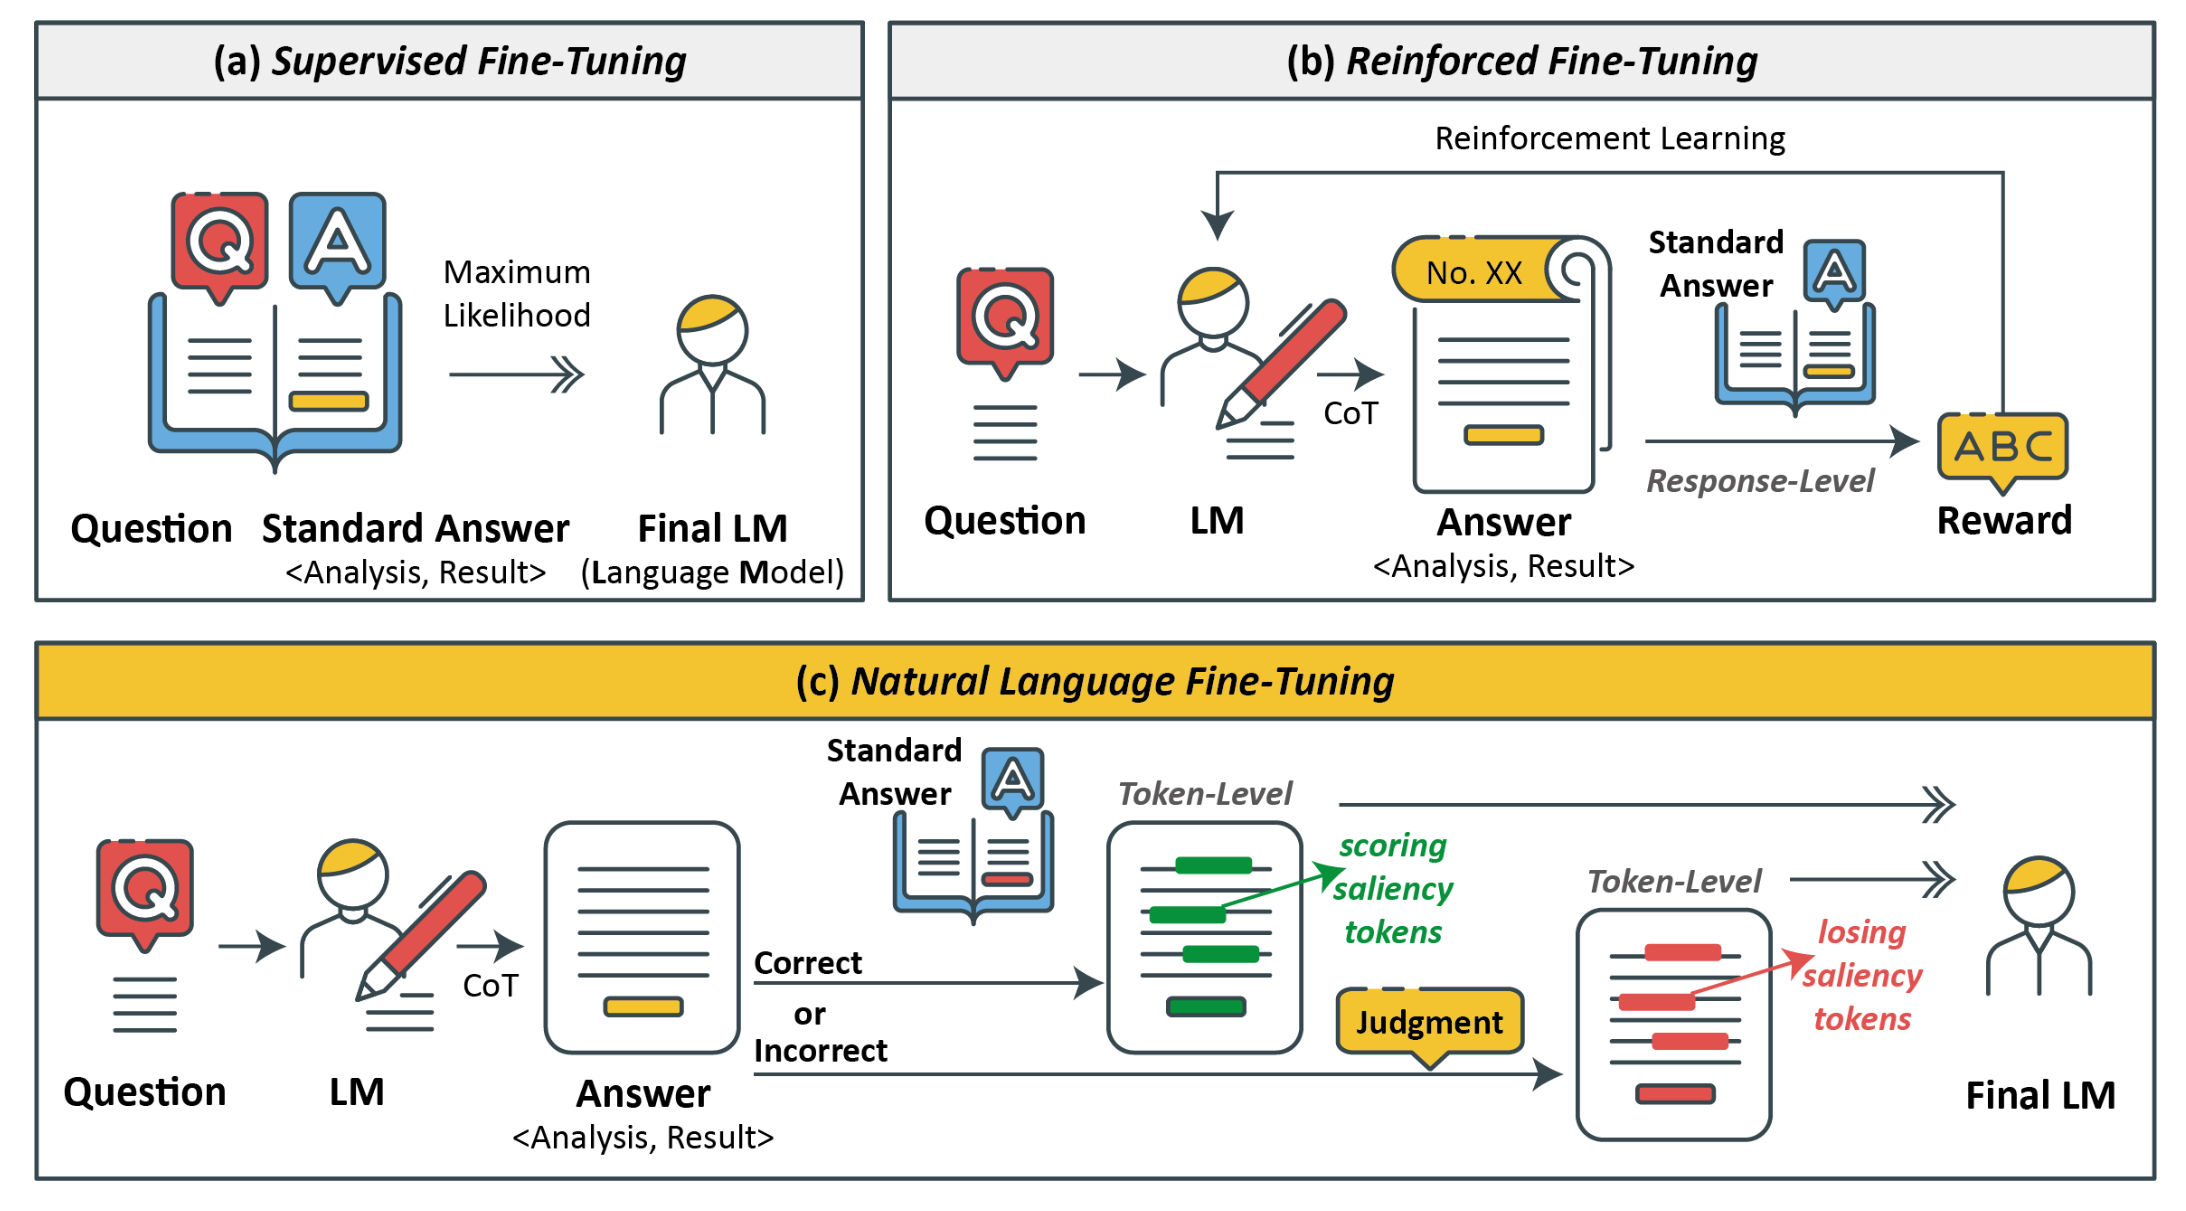 (a) Supervised Fine-Tuning
Q
A
Maximum
Likelihood
Question
Standard Answer
<Analysis, Result>
Final LM
(Language Model)
(b) Reinforced Fine-Tuning
Reinforcement Learning
Q
Question
LM
CoT
No. XX
Answer
<Analysis, Result>
Standard
Answer
A
Response-Level
ABC
Reward
(c) Natural Language Fine-Tuning
Q
Question
LM
CoT
Answer
<Analysis, Result>
Standard
Answer
A
Correct
or
Incorrect
Token-Level
scoring
saliency
tokens
Judgment
Token-Level
losing
saliency
tokens
Final LM